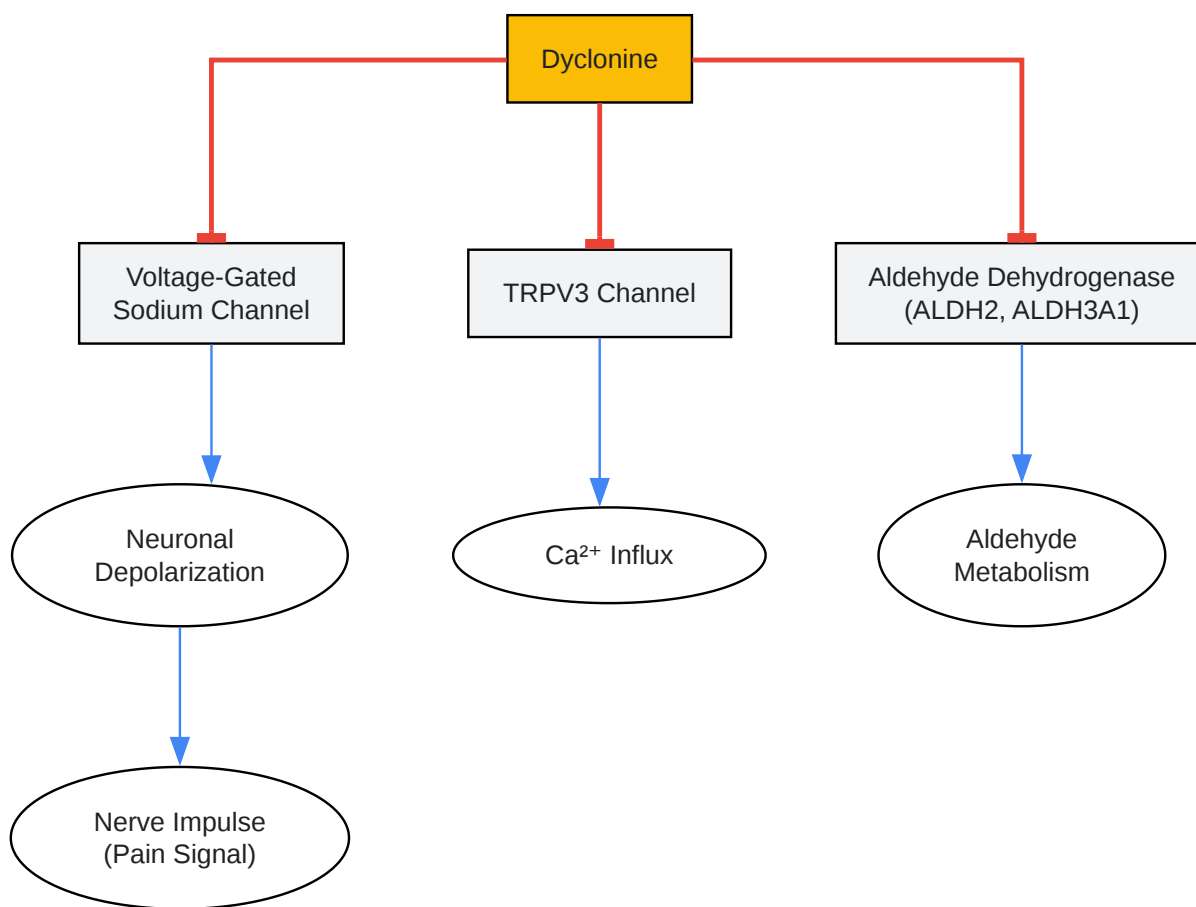 Dyclonine
Voltage-Gated
Sodium Channel
TRPV3 Channel
Aldehyde Dehydrogenase
(ALDH2, ALDH3A1)
Neuronal
Depolarization
Ca²⁺ Influx
Aldehyde
Metabolism
Nerve Impulse
(Pain Signal)